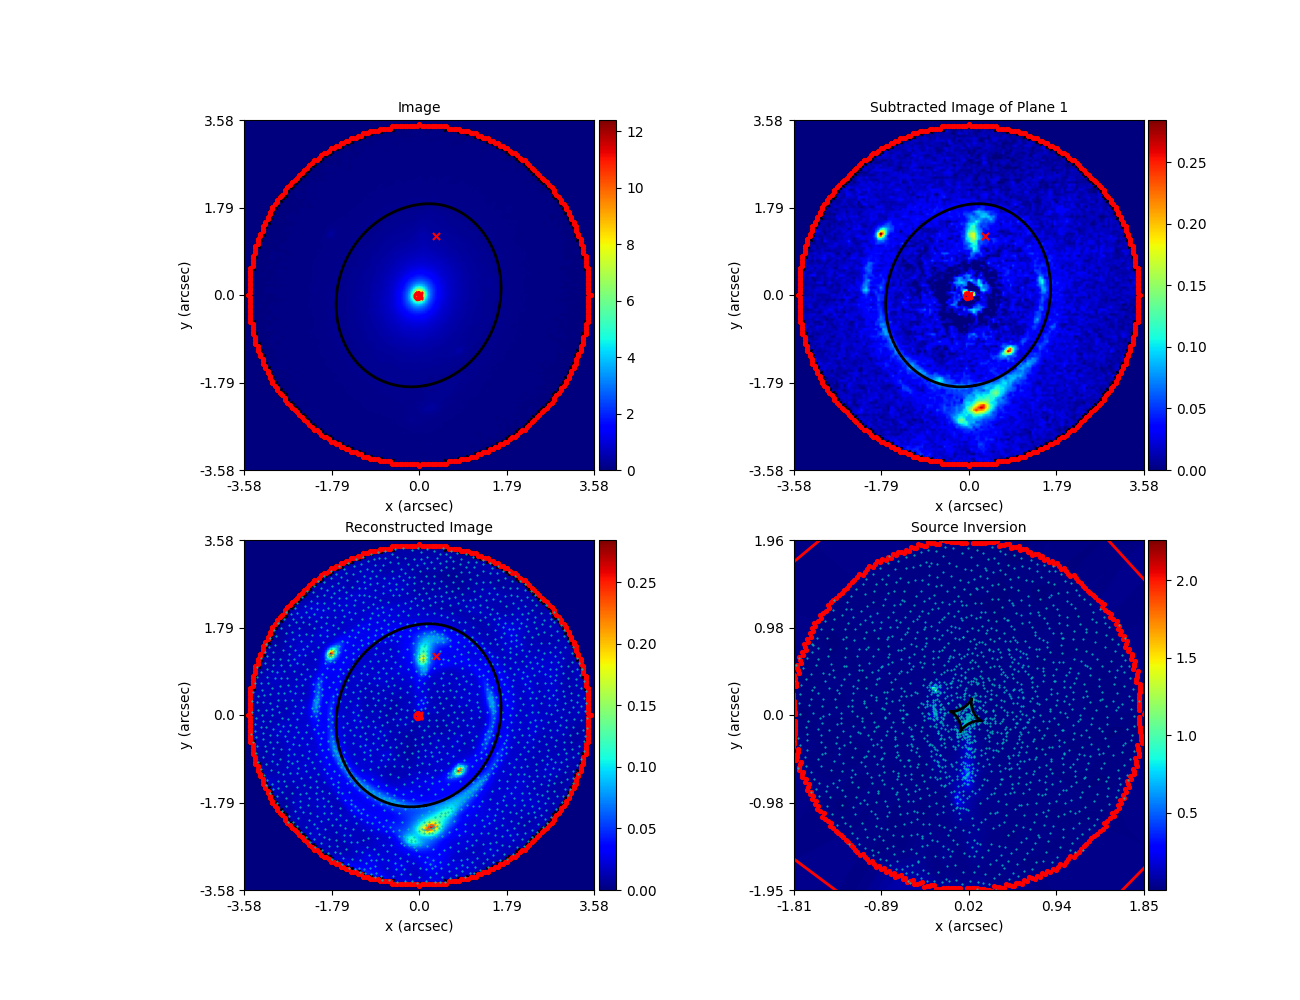 Image
3.58
1.79
0.0
-1.79
-3.58
y (arcsec)
-3.58 -1.79 0.0 1.79 3.58
x (arcsec)
12
10
8
6
4
2
0
Subtracted Image of Plane 1
3.58
1.79
0.0
-1.79
-3.58
y (arcsec)
-3.58 -1.79 0.0 1.79 3.58
x (arcsec)
0.25
0.20
0.15
0.10
0.05
0.00
Reconstructed Image
3.58
1.79
0.0
-1.79
-3.58
y (arcsec)
-3.58 -1.79 0.0 1.79 3.58
x (arcsec)
0.25
0.20
0.15
0.10
0.05
0.00
Source Inversion
1.96
0.98
0.0
-0.98
-1.95
y (arcsec)
-1.81 -0.89 0.02 0.94 1.85
x (arcsec)
2.0
1.5
1.0
0.5